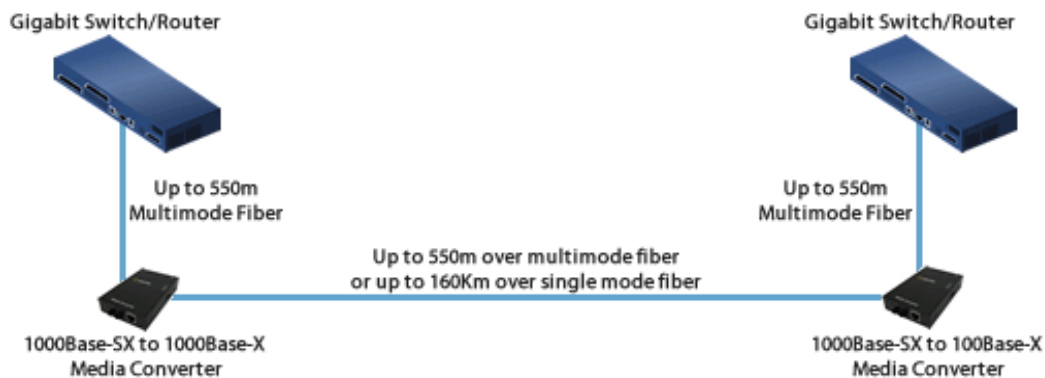 Gigabit Switch/Router
Gigabit Switch/Router
Up to 550m
Multimode Fiber
Up to 550m
Multimode Fiber
Up to 550m over multimode fiber
or up to 160Km over single mode fiber
1000Base-SX to 1000Base-X
Media Converter
1000Base-SX to 100Base-X
Media Converter